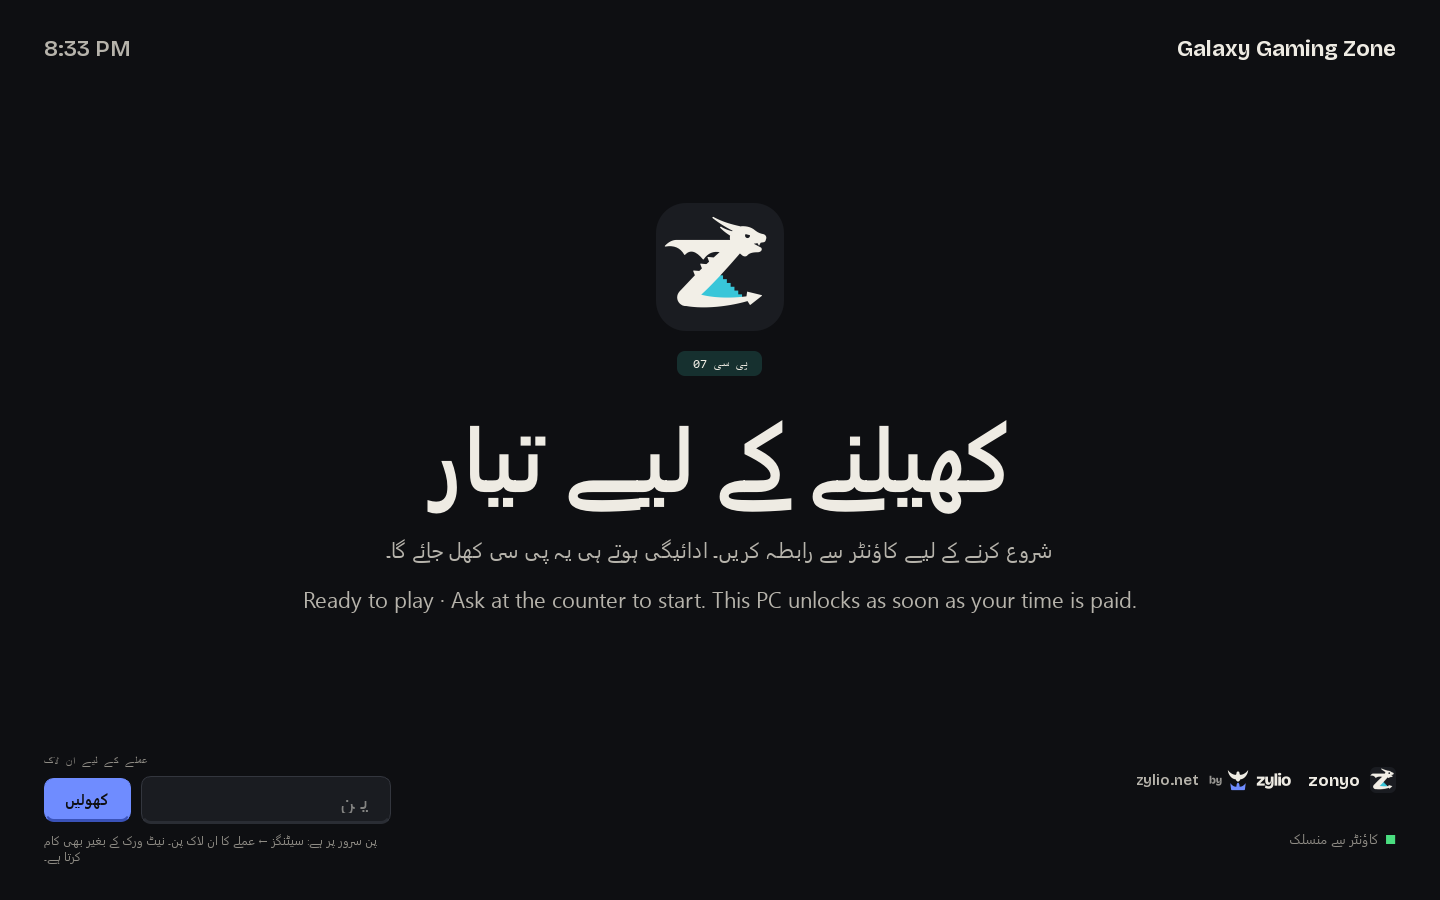 Galaxy Gaming Zone
8:33 PM
پی سی 07
کھیلنے کے لیے تیار
شروع کرنے کے لیے کاؤنٹر سے رابطہ کریں۔ ادائیگی ہوتے ہی یہ پی سی کھل جائے گا۔
Ready to play · Ask at the counter to start. This PC unlocks as soon as your time is paid.
عملے کے لیے ان لاک
پن
کھولیں
پن سرور پر ہے: سیٹنگز ← عملے کا ان لاک پن۔ نیٹ ورک کے بغیر بھی کام
کرتا ہے۔
zonyo by zylio zylio.net
کاؤنٹر سے منسلک